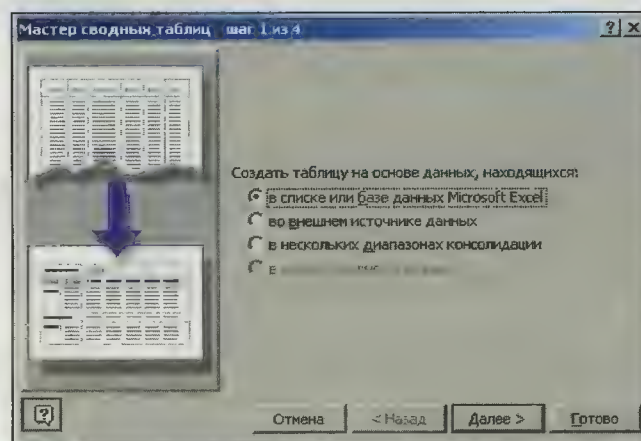 Мастер сводных таблиц шаг 1 из 4
Создать таблицу на основе данных, находящихся:
в списке или базе данных Microsoft Excel
во внешнем источнике данных
в нескольких диапазонах консолидации
в
Отмена < Назад Далее > Готово